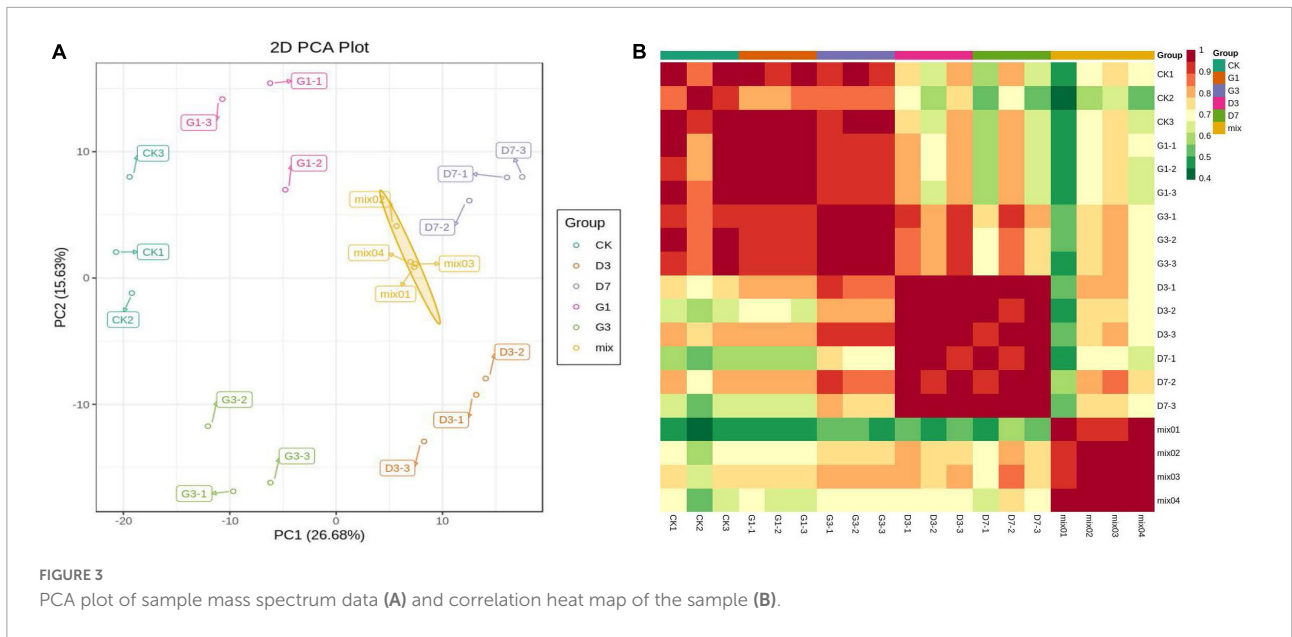 A
2D PCA Plot
PC2 (15.63%)
10
0
-10
-20
-10
0
10
PC1 (26.68%)
G1-1
G1-3
CK3
G1-2
D7-3
D7-1
mix02
D7-2
CK1
mix04
mix03
mix01
CK2
D3-2
G3-2
D3-1
G3-3
D3-3
G3-1
Group
CK
D3
D7
G1
G3
mix
B
Group
CK1
CK2
CK3
G1-1
G1-2
G1-3
G3-1
G3-2
G3-3
D3-1
D3-2
D3-3
D7-1
D7-2
D7-3
mix01
mix02
mix03
mix04
CK1 CK2 CK3 G1-1 G1-2 G1-3 G3-1 G3-2 G3-3 D3-1 D3-2 D3-3 D7-1 D7-2 D7-3 mix01 mix02 mix03 mix04
1
0.9
0.8
0.7
0.6
0.5
0.4
Group
CK
G1
G3
D3
D7
mix
FIGURE 3
PCA plot of sample mass spectrum data (A) and correlation heat map of the sample (B).